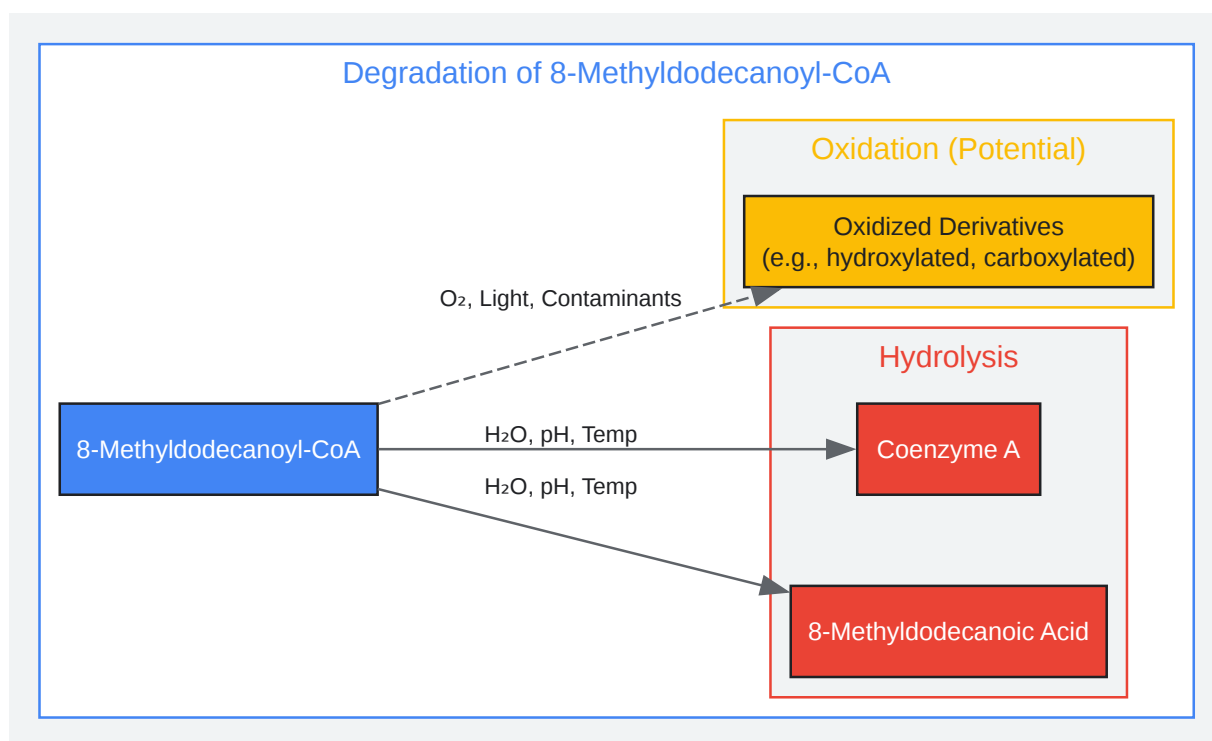 Degradation of 8-Methyldodecanoyl-CoA
Oxidation (Potential)
Oxidized Derivatives
(e.g., hydroxylated, carboxylated)
O₂, Light, Contaminants
Hydrolysis
8-Methyldodecanoyl-CoA
H₂O, pH, Temp
Coenzyme A
H₂O, pH, Temp
8-Methyldodecanoic Acid